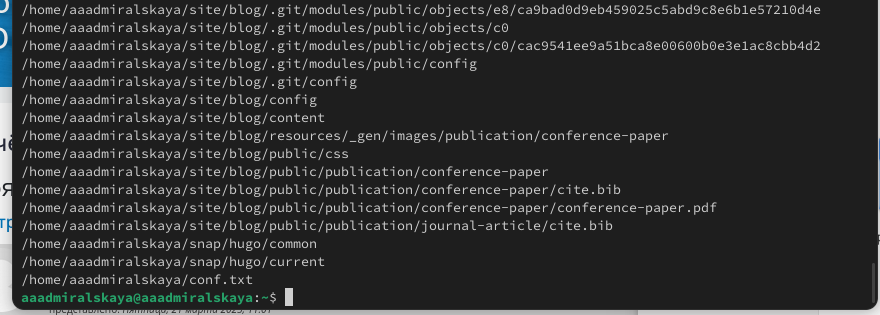 /home/aaadmiralskaya/site/blog/.git/modules/public/objects/e8/ca9bad0d9eb459025c5abd9c8e6b1e57210d4e
/home/aaadmiralskaya/site/blog/.git/modules/public/objects/c0
/home/aaadmiralskaya/site/blog/.git/modules/public/objects/c0/cac9541ee9a51bca8e00600b0e3e1ac8cbb4d2
/home/aaadmiralskaya/site/blog/.git/modules/public/config
/home/aaadmiralskaya/site/blog/.git/config
/home/aaadmiralskaya/site/blog/config
/home/aaadmiralskaya/site/blog/content
/home/aaadmiralskaya/site/blog/resources/_gen/images/publication/conference-paper
/home/aaadmiralskaya/site/blog/public/css
/home/aaadmiralskaya/site/blog/public/publication/conference-paper
/home/aaadmiralskaya/site/blog/public/publication/conference-paper/cite.bib
/home/aaadmiralskaya/site/blog/public/publication/conference-paper/conference-paper.pdf
/home/aaadmiralskaya/site/blog/public/publication/journal-article/cite.bib
/home/aaadmiralskaya/snap/hugo/common
/home/aaadmiralskaya/snap/hugo/current
/home/aaadmiralskaya/conf.txt
aaadmiralskaya@aaadmiralskaya:~$